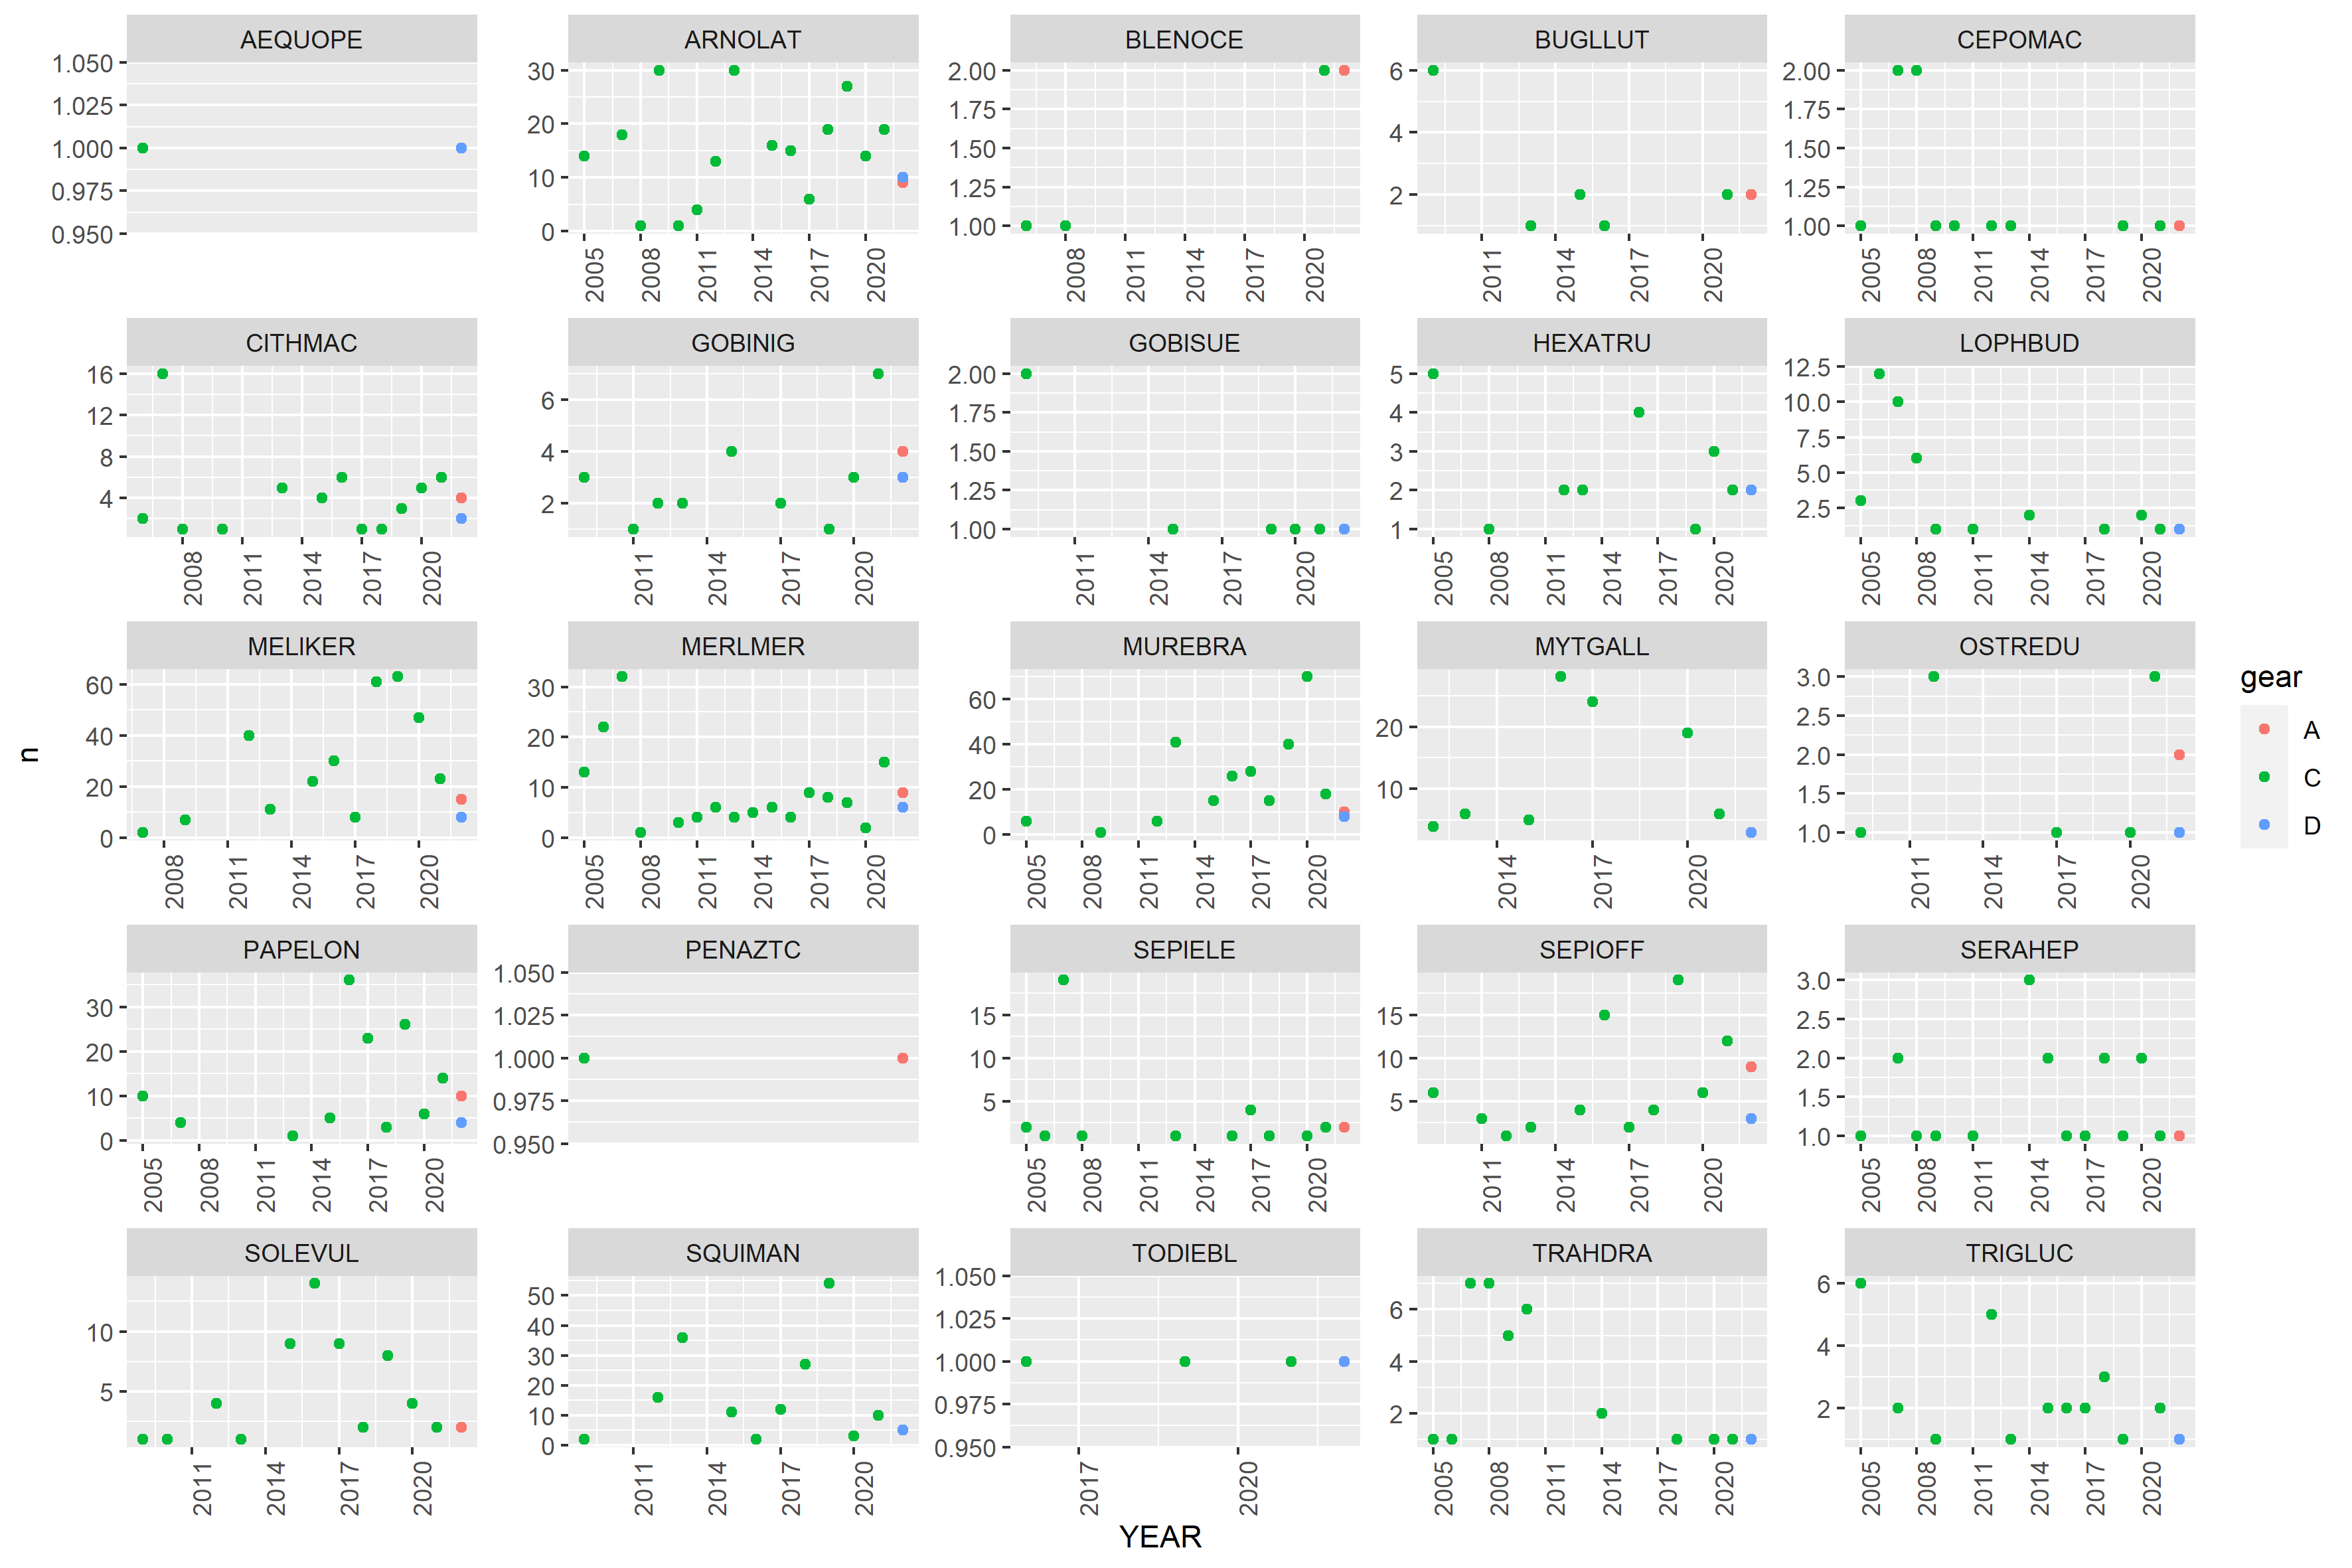 AEQUOPE ARNOLAT BLENOCE BUGLLUT CEPOMAC
1.050 1.025 1.000 0.975 0.950
30 20 10 0
2005 2008 2011 2014 2017 2020
2.00 1.75 1.50 1.25 1.00
2008 2011 2014 2017 2020
6 4 2
2011 2014 2017 2020
2.00 1.75 1.50 1.25 1.00
2005 2008 2011 2014 2017 2020
CITHMAC GOBINIG GOBISUE HEXATRU LOPHBUD
16 12 8 4
2008 2011 2014 2017 2020
6 4 2
2011 2014 2017 2020
2.00 1.75 1.50 1.25 1.00
2011 2014 2017 2020
5 4 3 2 1
2005 2008 2011 2014 2017 2020
12.5 10.0 7.5 5.0 2.5
2005 2008 2011 2014 2017 2020
MELIKER MERLMER MUREBRA MYTGALL OSTREDU
60 40 20 0
2008 2011 2014 2017 2020
30 20 10 0
2005 2008 2011 2014 2017 2020
60 40 20 0
2005 2008 2011 2014 2017 2020
20 10
2014 2017 2020
3.0 2.5 2.0 1.5 1.0
2011 2014 2017 2020
PAPELON PENAZTC SEPIELE SEPIOFF SERAHEP
30 20 10 0
2005 2008 2011 2014 2017 2020
1.050 1.025 1.000 0.975 0.950
15 10 5
2005 2008 2011 2014 2017 2020
15 10 5
2011 2014 2017 2020
3.0 2.5 2.0 1.5 1.0
2005 2008 2011 2014 2017 2020
SOLEVUL SQUIMAN TODIEBL TRAHDRA TRIGLUC
10 5
2011 2014 2017 2020
50 40 30 20 10 0
2011 2014 2017 2020
1.050 1.025 1.000 0.975 0.950
2017 2020
6 4 2
2005 2008 2011 2014 2017 2020
6 4 2
2005 2008 2011 2014 2017 2020
n
YEAR
gear
A
C
D